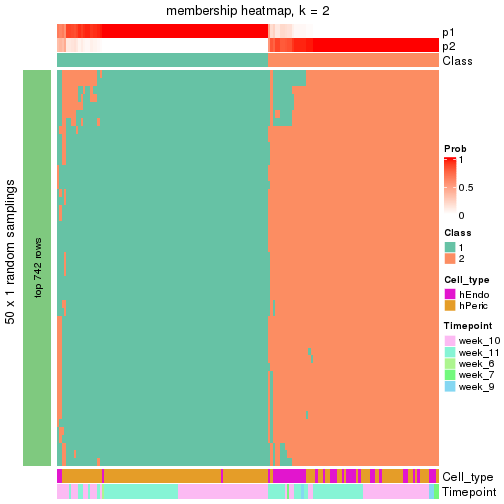 membership heatmap, k = 2
p1
p2
Class
50 x 1 random samplings
top 742 rows
Prob
1
0.5
0
Class
1
2
Cell_type
hEndo
hPeric
Timepoint
week_10
week_11
week_6
week_7
week_9
Cell_type
Timepoint